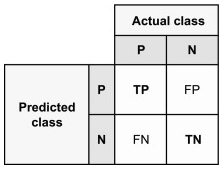 Actual class
P N
Predicted class
P TP FP
N FN TN